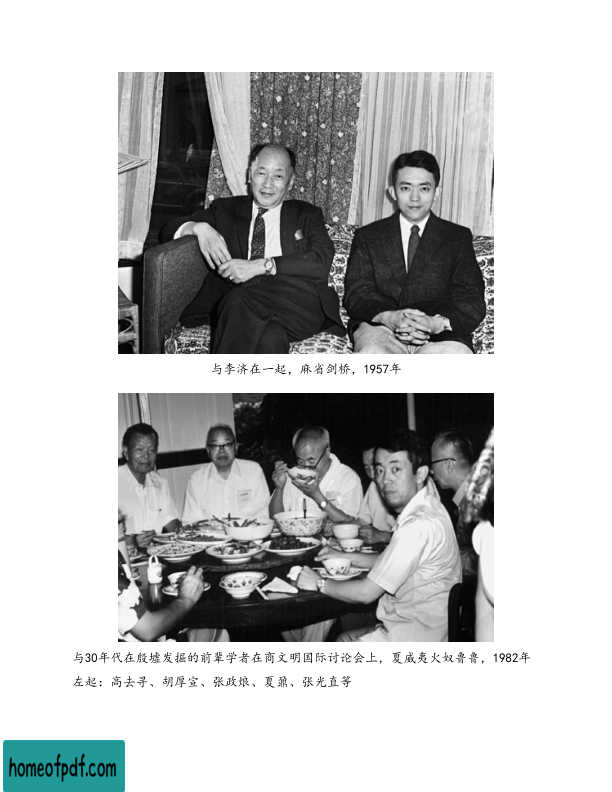 与李济在一起，麻省剑桥，1957年
与30年代在殷墟发掘的前辈学者在商文明国际讨论会上，夏威夷火奴鲁鲁，1982年
左起：高去寻、胡厚宣、张政烺、夏鼐、张光直等
homeofpdf.com